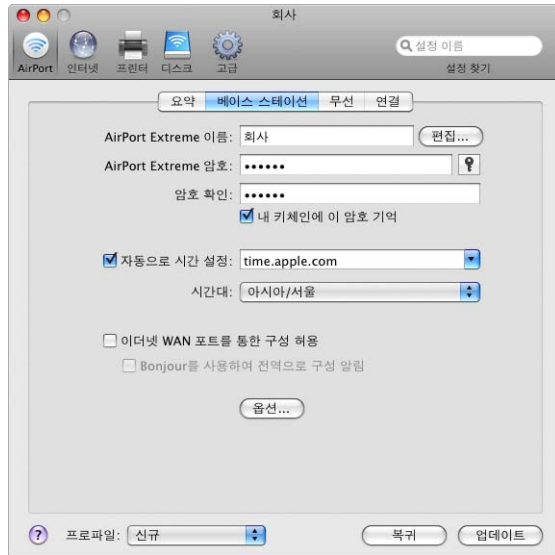 회사
AirPort 인터넷 프린터 디스크 고급
설정 이름
설정 찾기
요약 베이스 스테이션 무선 연결
AirPort Extreme 이름: 회사 편집...
AirPort Extreme 암호: ••••••
암호 확인: ••••••
내 키체인에 이 암호 기억
자동으로 시간 설정: time.apple.com
시간대: 아시아/서울
이더넷 WAN 포트를 통한 구성 허용
Bonjour를 사용하여 전역으로 구성 알림
옵션...
? 프로파일: 신규 복귀 업데이트